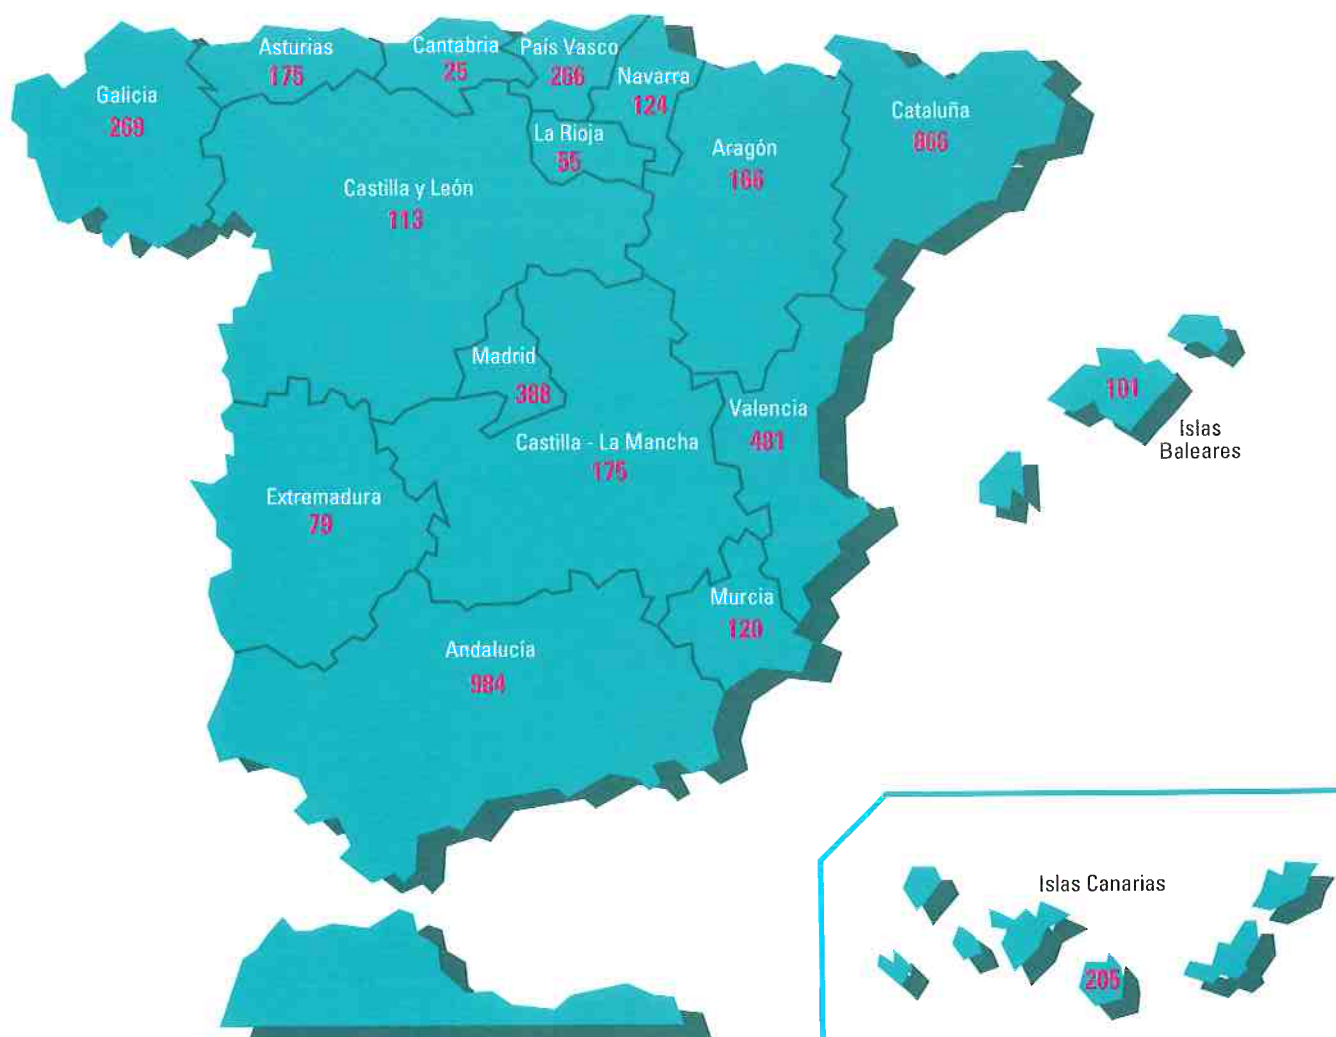 Asturias
175
Cantabria
25
País Vasco
266
Navarra
124
Galicia
269
Cataluña
866
La Rioja
55
Aragón
166
Castilla y León
113
Madrid
398
Valencia
481
101
Islas
Baleares
Castilla - La Mancha
175
Extremadura
79
Murcia
120
Andalucía
984
Islas Canarias
205